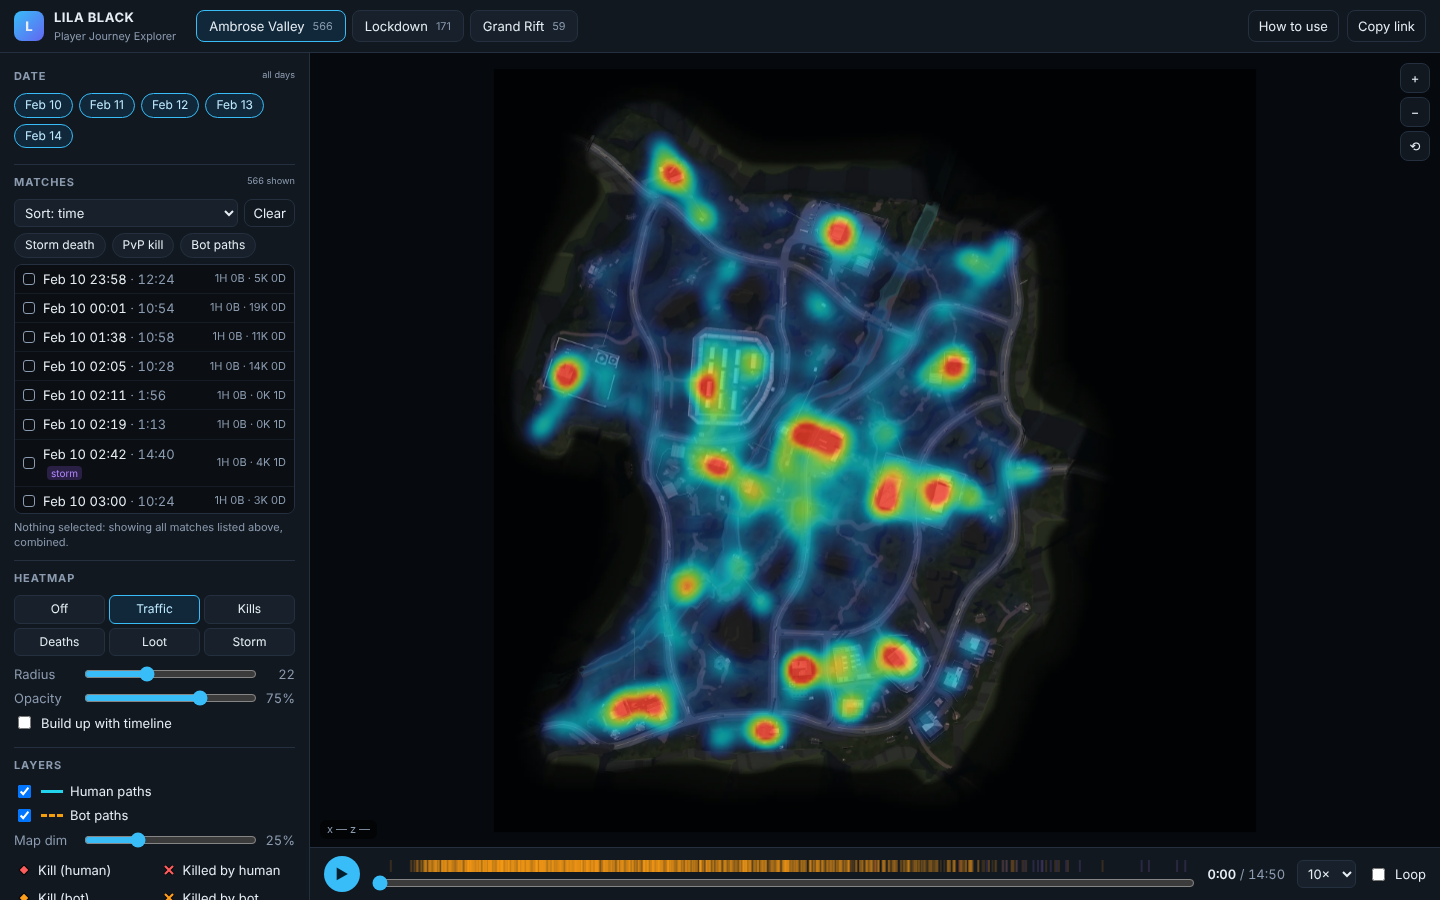 L
LILA BLACK
Player Journey Explorer
Ambrose Valley 566
Lockdown 171
Grand Rift 59
How to use
Copy link
DATE
all days
Feb 10
Feb 11
Feb 12
Feb 13
Feb 14
MATCHES
566 shown
Sort: time
Clear
Storm death
PvP kill
Bot paths
Feb 10 23:58 · 12:24 1H 0B · 5K 0D
Feb 10 00:01 · 10:54 1H 0B · 19K 0D
Feb 10 01:38 · 10:58 1H 0B · 11K 0D
Feb 10 02:05 · 10:28 1H 0B · 14K 0D
Feb 10 02:11 · 1:56 1H 0B · 0K 1D
Feb 10 02:19 · 1:13 1H 0B · 0K 1D
Feb 10 02:42 · 14:40 1H 0B · 4K 1D
storm
Feb 10 03:00 · 10:24 1H 0B · 3K 0D
Nothing selected: showing all matches listed above,
combined.
HEATMAP
Off
Traffic
Kills
Deaths
Loot
Storm
Radius 22
Opacity 75%
Build up with timeline
LAYERS
Human paths
Bot paths
Map dim 25%
Kill (human)
Killed by human
Kill (bot)
Killed by bot
+
−
⟲
x — z —
0:00 / 14:50
10×
Loop